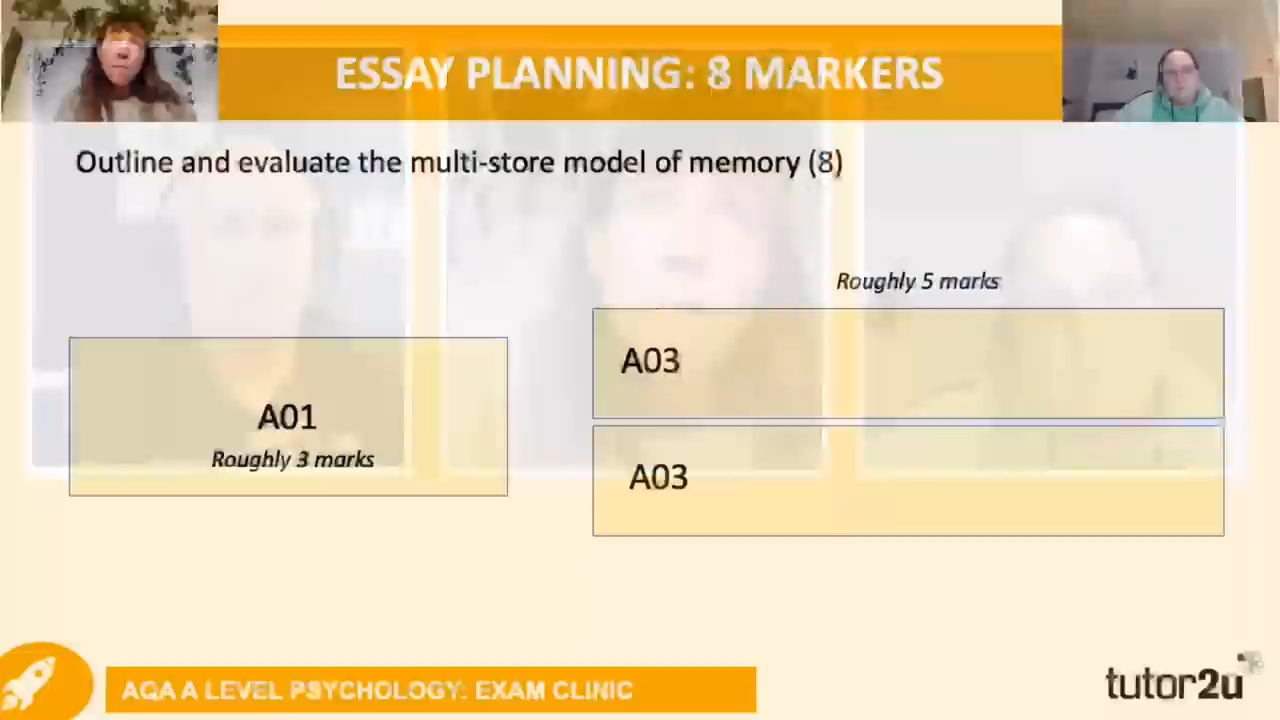 ESSAY PLANNING: 8 MARKERS
Outline and evaluate the multi-store model of memory (8)
Roughly 5 marks
A03
A01
Roughly 3 marks
A03
AQA A LEVEL PSYCHOLOGY: EXAM CLINIC
tutor2u